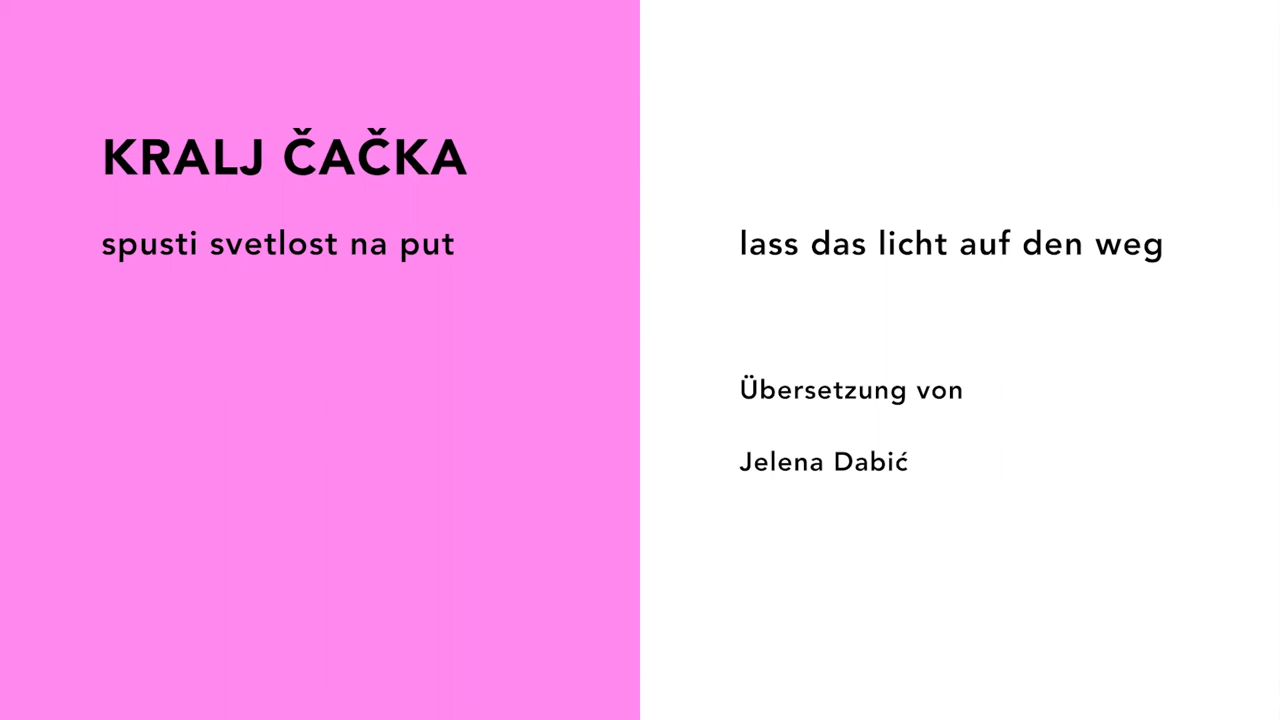 KRALJ ČAČKA
spusti svetlost na put
lass das licht auf den weg
Übersetzung von
Jelena Dabić